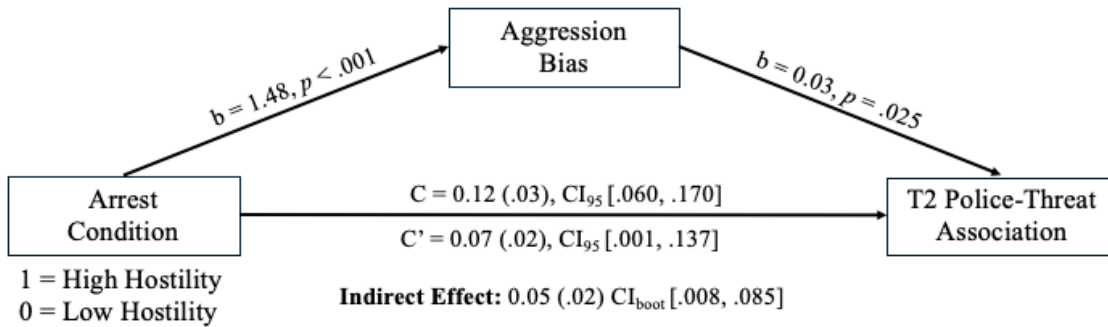 Aggression
Bias
b = 1.48, p < .001
b = 0.03, p = .025
Arrest
Condition
C = 0.12 (.03), CI95 [.060, .170]
C' = 0.07 (.02), CI95 [.001, .137]
T2 Police-Threat
Association
1 = High Hostility
0 = Low Hostility
Indirect Effect: 0.05 (.02) CIboot [.008, .085]